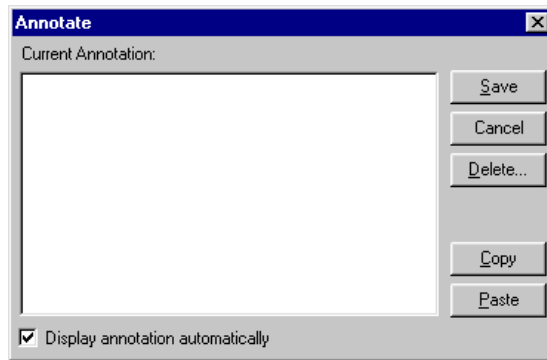 Annotate
Current Annotation:
Save
Cancel
Delete...
Copy
Paste
Display annotation automatically